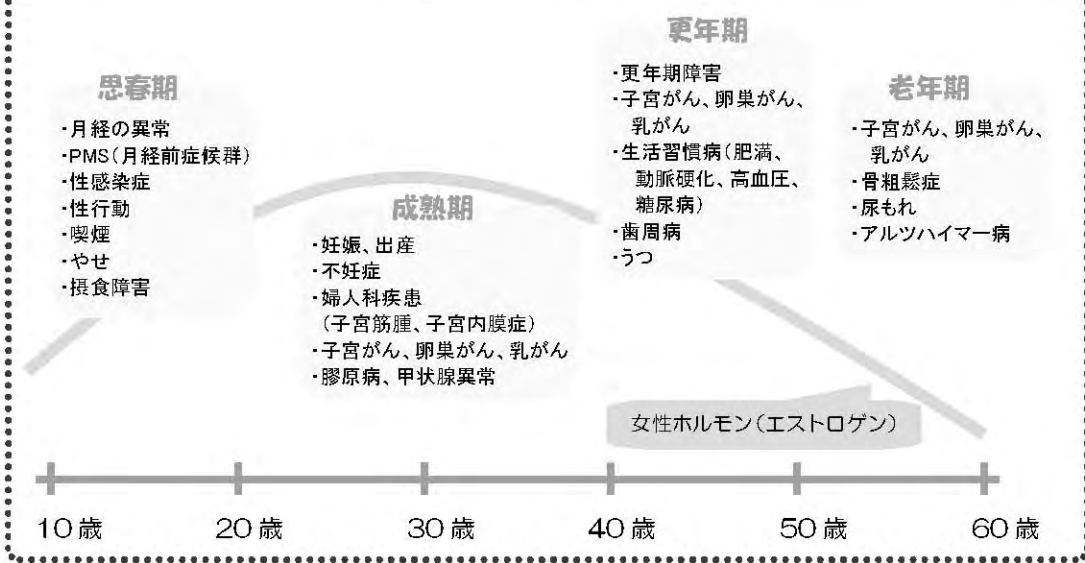 思春期
・月経の異常
・PMS(月経前症候群)
・性感染症
・性行動
・喫煙
・やせ
・摂食障害
成熟期
・妊娠、出産
・不妊症
・婦人科疾患
(子宮筋腫、子宮内膜症)
・子宮がん、卵巣がん、乳がん
・膠原病、甲状腺異常
更年期
・更年期障害
・子宮がん、卵巣がん、
乳がん
・生活習慣病(肥満、
動脈硬化、高血圧、
糖尿病)
・歯周病
・うつ
老年期
・子宮がん、卵巣がん、
乳がん
・骨粗鬆症
・尿もれ
・アルツハイマー病
女性ホルモン(エストロゲン)
10歳
20歳
30歳
40歳
50歳
60歳